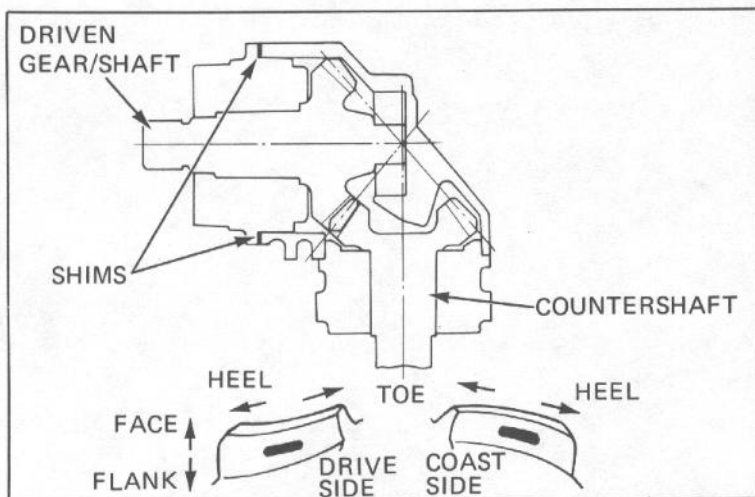 DRIVEN
GEAR/SHAFT
SHIMS
COUNTERSHAFT
HEEL
TOE
HEEL
FACE
FLANK
DRIVE
SIDE
COAST
SIDE